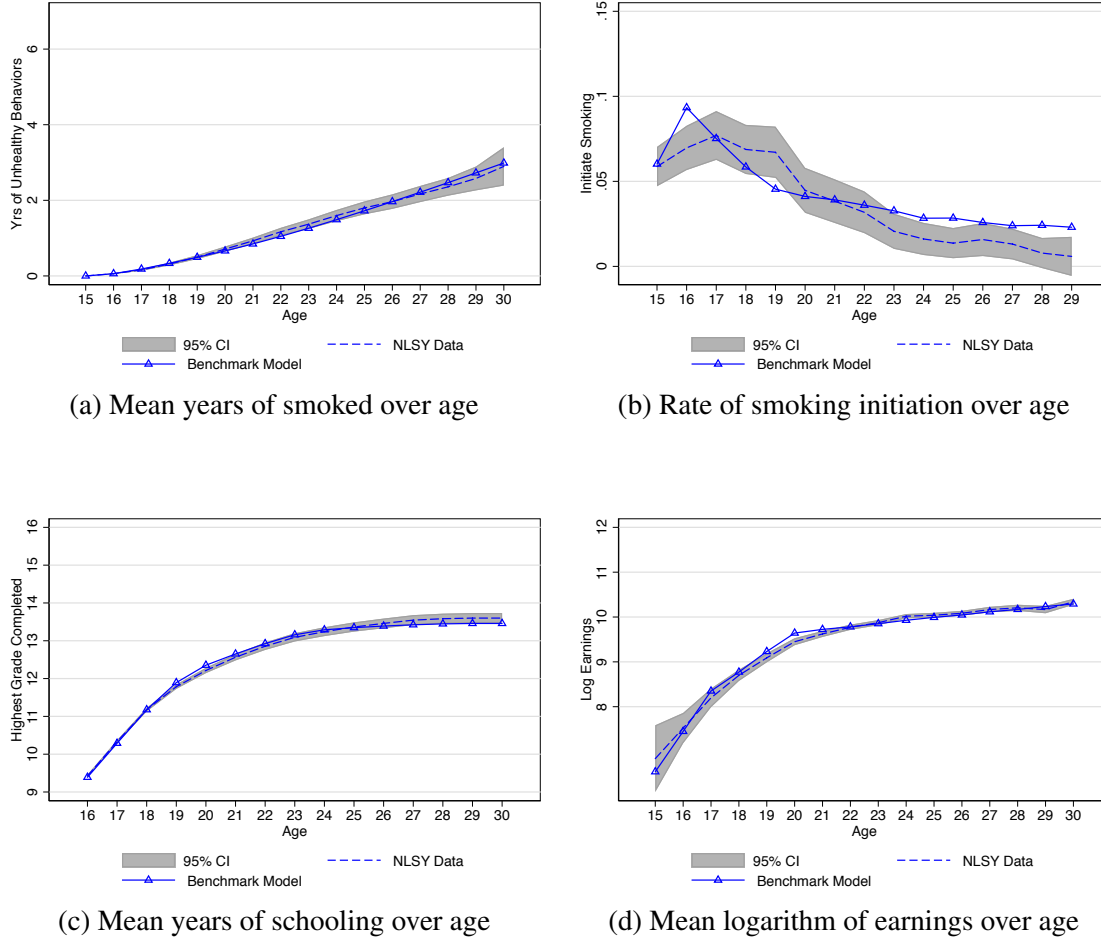 Yrs of Unhealthy Behaviors
6
4
2
0
15 16 17 18 19 20 21 22 23 24 25 26 27 28 29 30
Age
95% CI
NLSY Data
Benchmark Model
(a) Mean years of smoked over age
Initiate Smoking
.15
.1
.05
0
15 16 17 18 19 20 21 22 23 24 25 26 27 28 29
Age
95% CI
NLSY Data
Benchmark Model
(b) Rate of smoking initiation over age
Highest Grade Completed
16
15
14
13
12
11
10
9
16 17 18 19 20 21 22 23 24 25 26 27 28 29 30
Age
95% CI
NLSY Data
Benchmark Model
(c) Mean years of schooling over age
Log Earnings
12
11
10
9
8
15 16 17 18 19 20 21 22 23 24 25 26 27 28 29 30
Age
95% CI
NLSY Data
Benchmark Model
(d) Mean logarithm of earnings over age